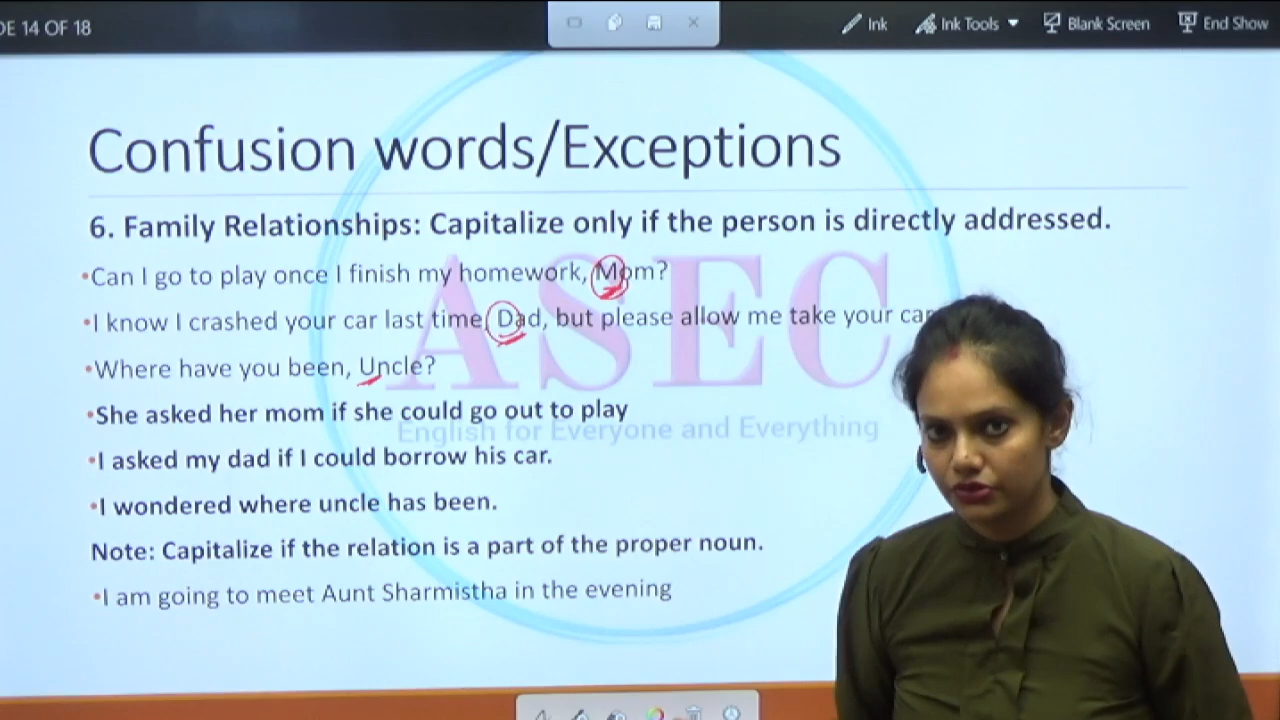 DE 14 OF 18
Ink
Ink Tools
Blank Screen
End Show
Confusion words/Exceptions
6. Family Relationships: Capitalize only if the person is directly addressed.
•Can I go to play once I finish my homework, Mom?
•I know I crashed your car last time, Dad, but please allow me take your car
•Where have you been, Uncle?
•She asked her mom if she could go out to play
•I asked my dad if I could borrow his car.
•I wondered where uncle has been.
Note: Capitalize if the relation is a part of the proper noun.
•I am going to meet Aunt Sharmistha in the evening
ASEC
English for Everyone and Everything